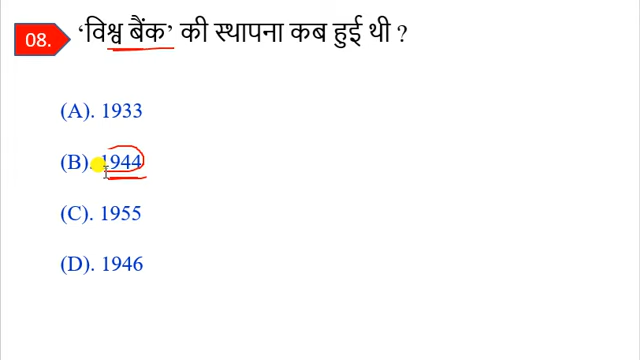 08. ‘विश्व बैंक’ की स्थापना कब हुई थी ?
(A). 1933
(B). 1944
(C). 1955
(D). 1946